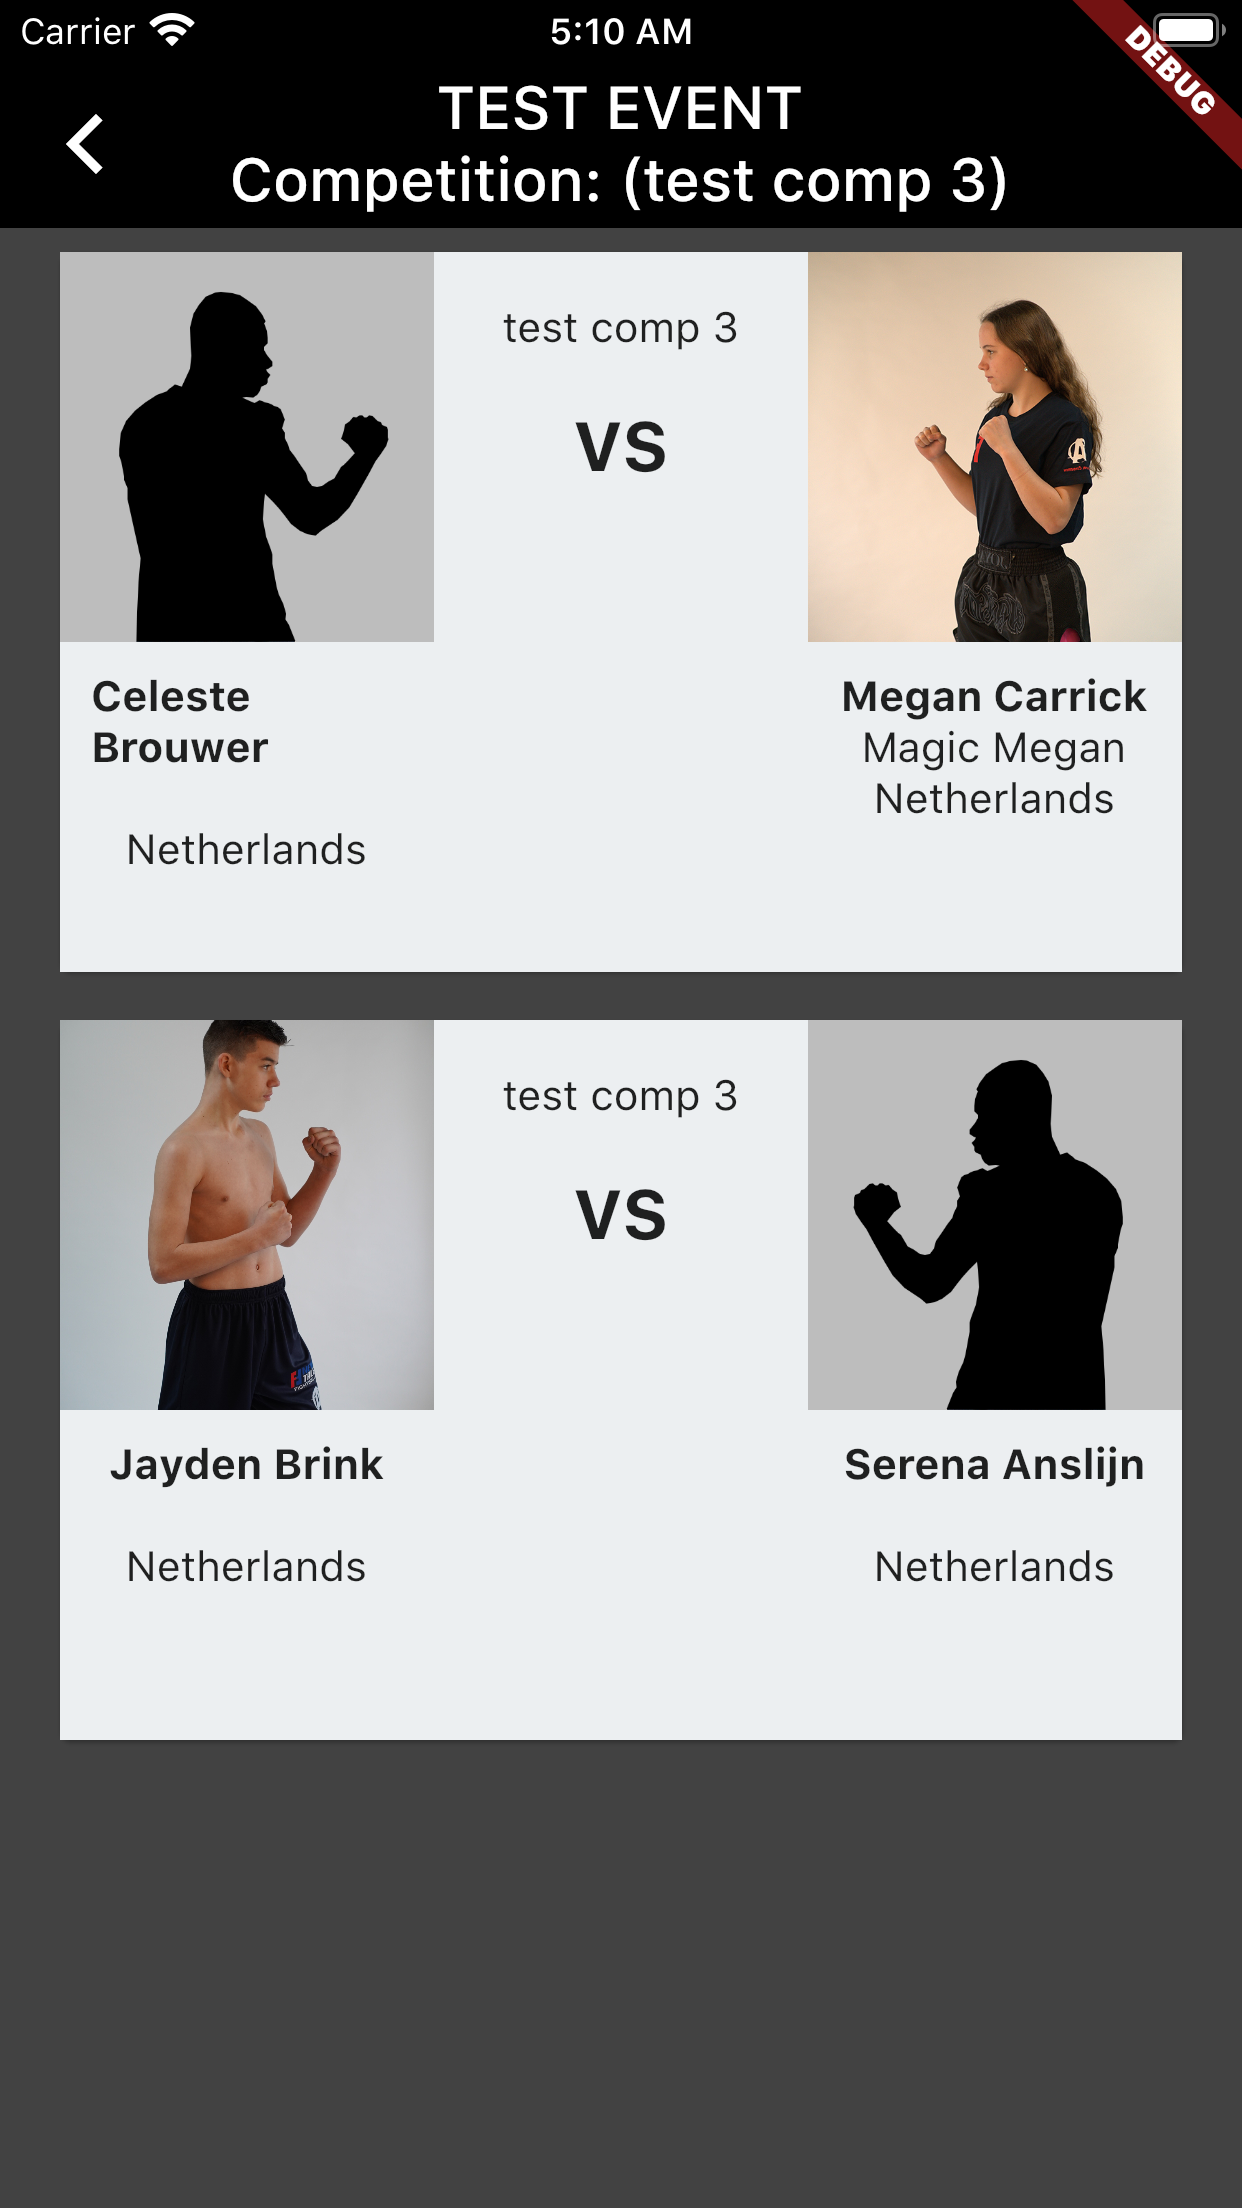 Carrier
5:10 AM
DEBUG
TEST EVENT
Competition: (test comp 3)
test comp 3
VS
Celeste
Brouwer
Netherlands
Megan Carrick
Magic Megan
Netherlands
test comp 3
VS
Jayden Brink
Netherlands
Serena Anslijn
Netherlands